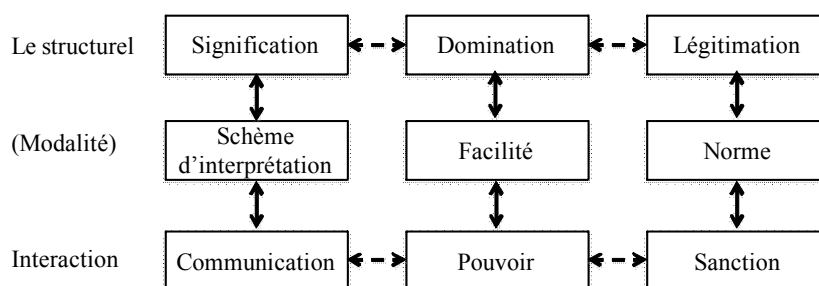 Le structurel Signification Domination Légitimation
(Modalité) Schème d'interprétation Facilité Norme
Interaction Communication Pouvoir Sanction